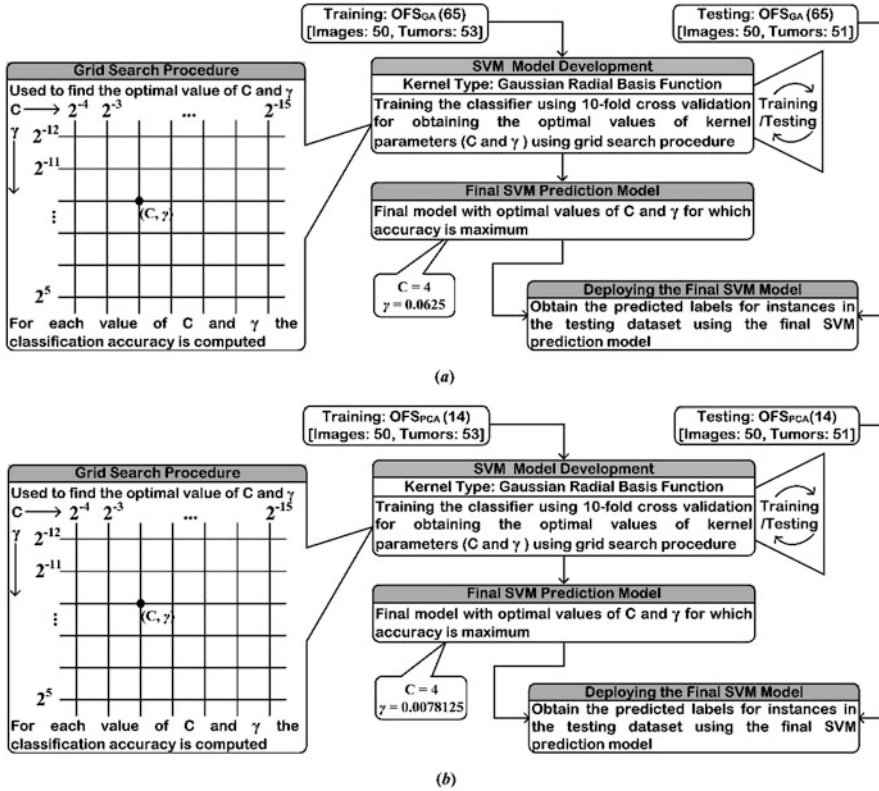 Training: OFSGA (65)
[Images: 50, Tumors: 53]
Testing: OFSGA (65)
[Images: 50, Tumors: 51]
Grid Search Procedure
Used to find the optimal value of C and γ
C 2-4 2-3 ... 2-15
γ
2-12
2-11
(C, γ)
...
25
For each value of C and γ the
classification accuracy is computed
SVM Model Development
Kernel Type: Gaussian Radial Basis Function
Training the classifier using 10-fold cross validation
for obtaining the optimal values of kernel
parameters (C and γ ) using grid search procedure
Training
/Testing
Final SVM Prediction Model
Final model with optimal values of C and γ for which
accuracy is maximum
C = 4
γ = 0.0625
Deploying the Final SVM Model
Obtain the predicted labels for instances in
the testing dataset using the final SVM
prediction model
(a)
Training: OFSPCA (14)
[Images: 50, Tumors: 53]
Testing: OFSPCA (14)
[Images: 50, Tumors: 51]
Grid Search Procedure
Used to find the optimal value of C and γ
C 2-4 2-3 ... 2-15
γ
2-12
2-11
(C, γ)
...
25
For each value of C and γ the
classification accuracy is computed
SVM Model Development
Kernel Type: Gaussian Radial Basis Function
Training the classifier using 10-fold cross validation
for obtaining the optimal values of kernel
parameters (C and γ ) using grid search procedure
Training
/Testing
Final SVM Prediction Model
Final model with optimal values of C and γ for which
accuracy is maximum
C = 4
γ = 0.0078125
Deploying the Final SVM Model
Obtain the predicted labels for instances in
the testing dataset using the final SVM
prediction model
(b)